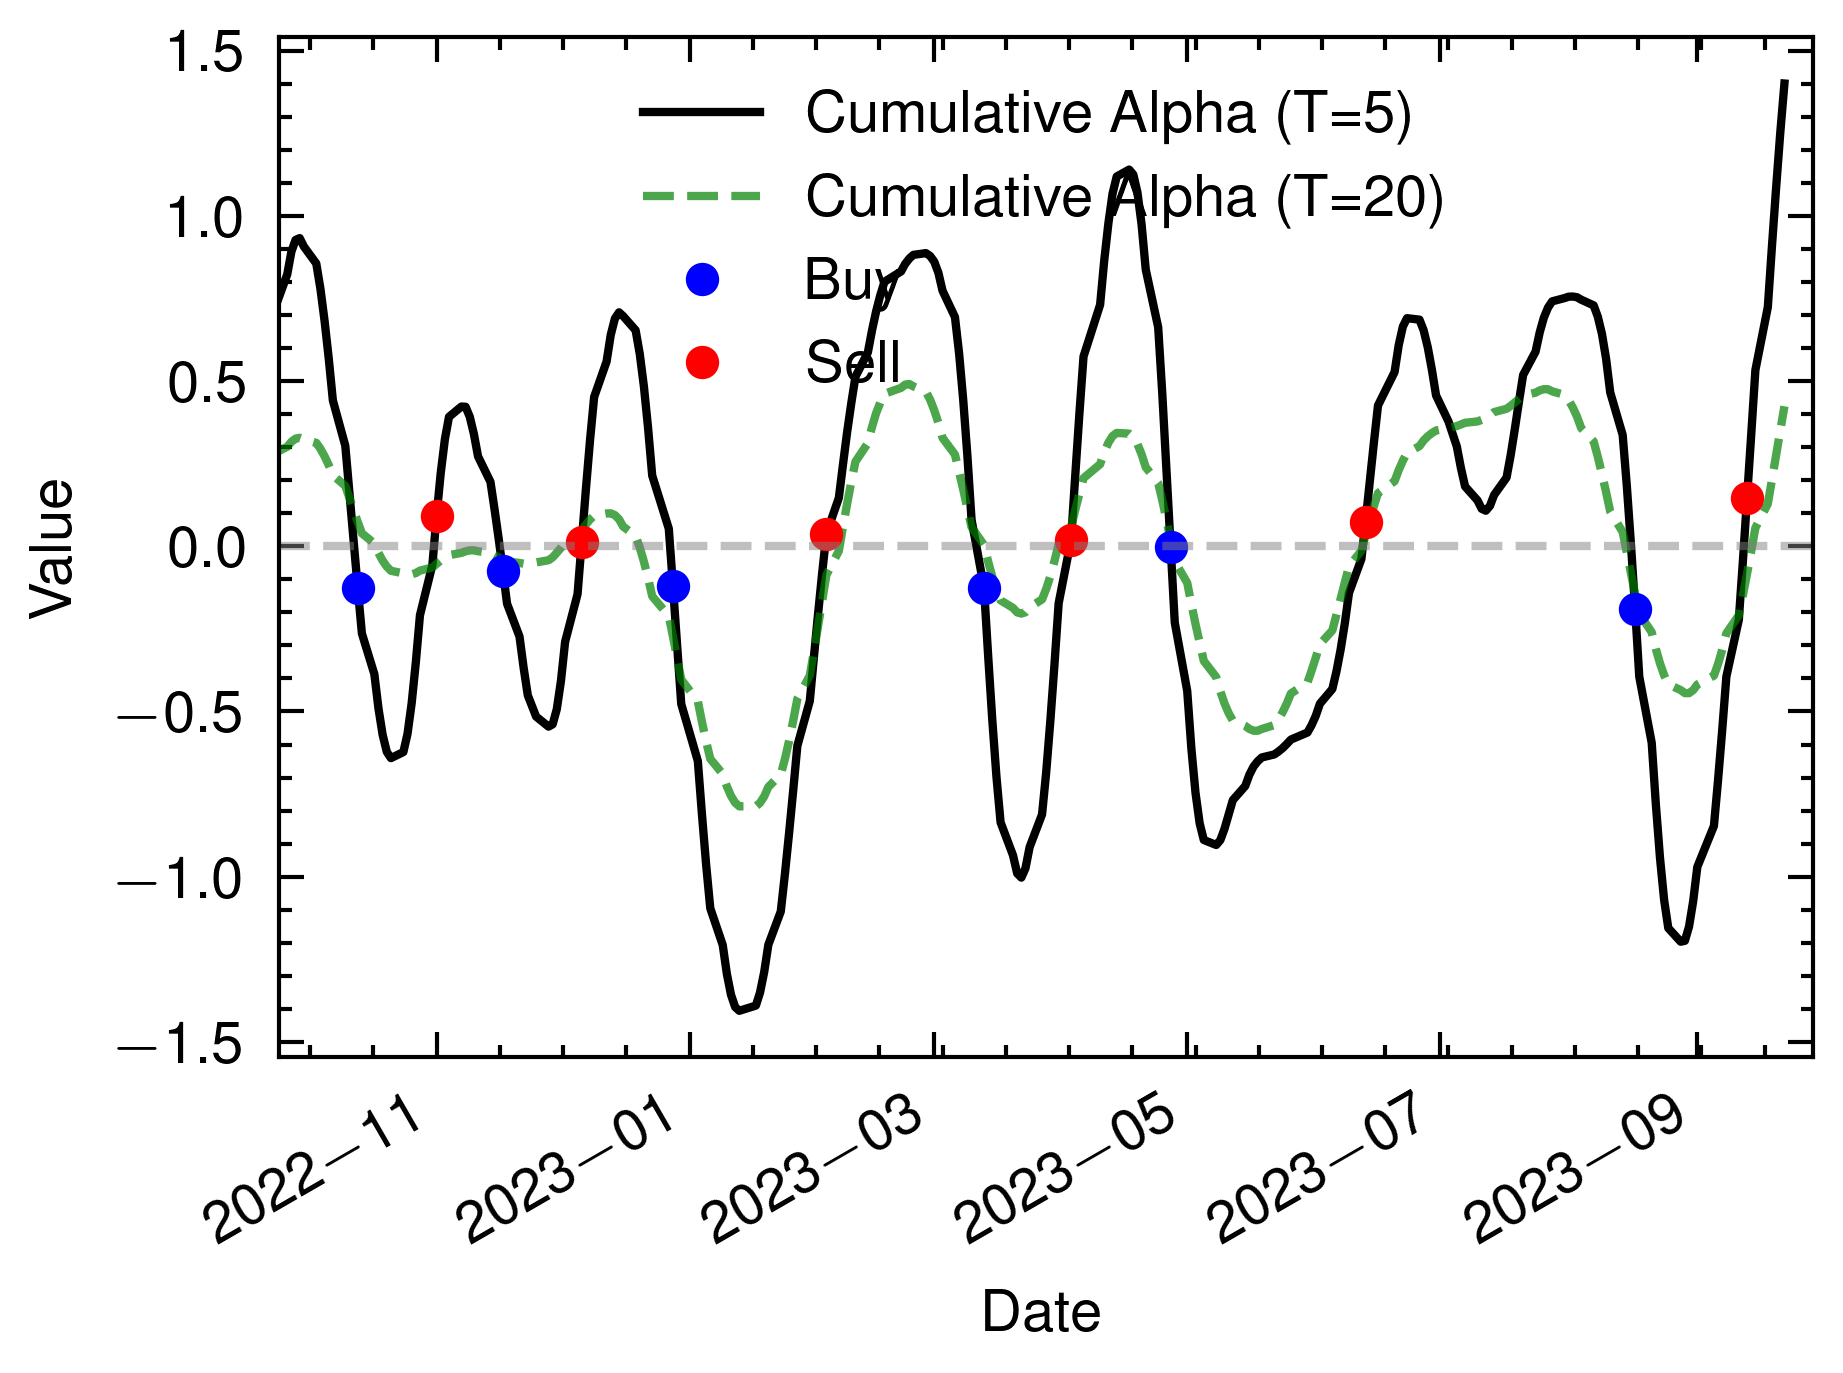 1.5
1.0
0.5
0.0
−0.5
−1.0
−1.5
Value
Cumulative Alpha (T=5)
Cumulative Alpha (T=20)
Buy
Sell
2022−11
2023−01
2023−03
2023−05
2023−07
2023−09
Date